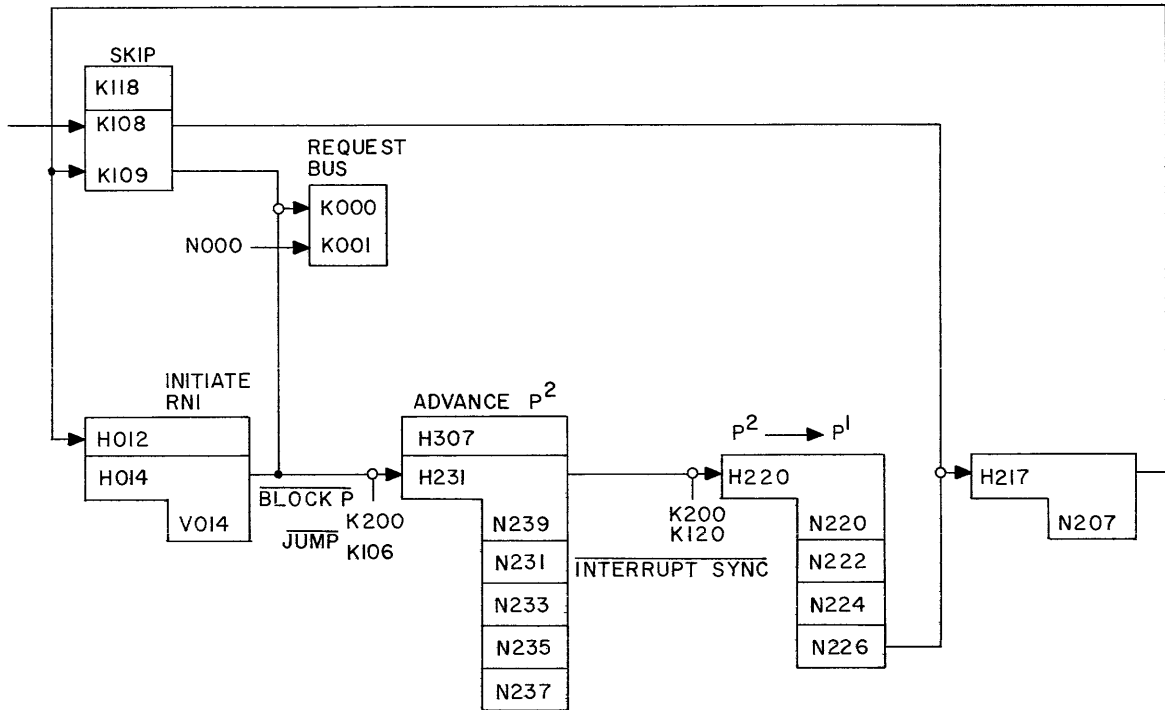 SKIP
K118
K108
K109
REQUEST
BUS
K000
N000
K001
INITIATE
RNI
H012
H014
V014
BLOCK P
K200
JUMP
K106
ADVANCE P²
H307
H231
N239
N231
N233
N235
N237
K200
K120
INTERRUPT SYNC
P² → P¹
H220
N220
N222
N224
N226
H217
N207